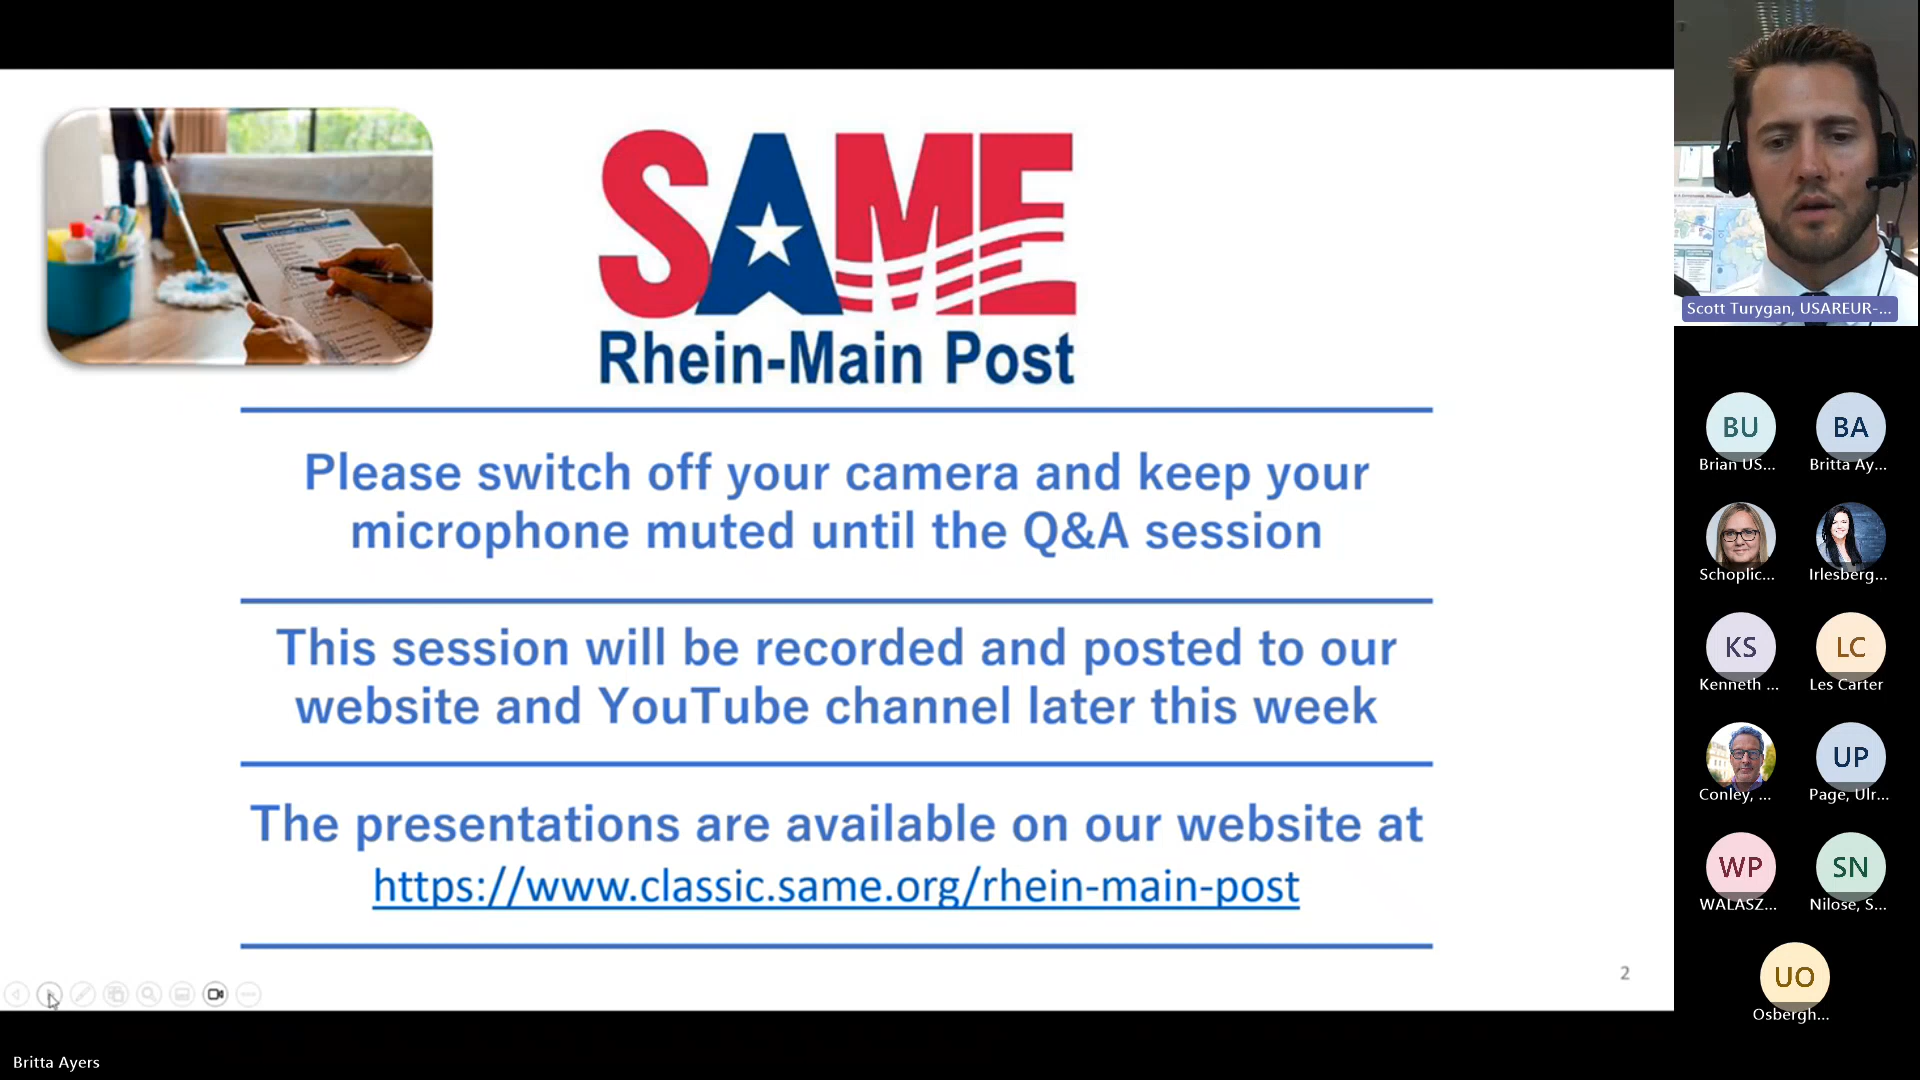 SAME
Rhein-Main Post
Please switch off your camera and keep your
microphone muted until the Q&A session
This session will be recorded and posted to our
website and YouTube channel later this week
The presentations are available on our website at
https://www.classic.same.org/rhein-main-post
2
Britta Ayers
Scott Turygan, USAREUR-...
BU
Brian US...
BA
Britta Ay...
Schoplic...
Irlesberg...
KS
Kenneth ...
LC
Les Carter
Conley, ...
UP
Page, Ulr...
WP
WALASZ...
SN
Nilose, S...
UO
Osbergh...